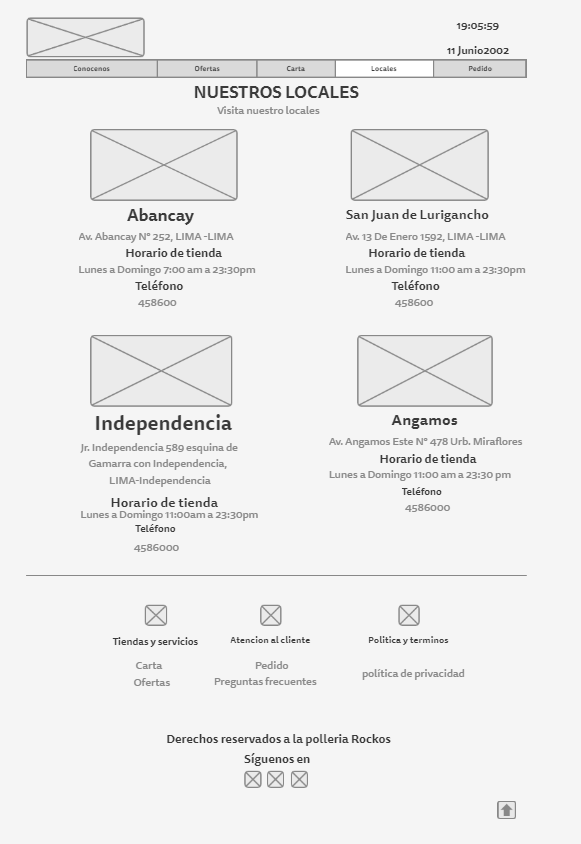 19:05:59
11 Junio2002
Conocenos
Ofertas
Carta
Locales
Pedido
NUESTROS LOCALES
Visita nuestro locales
Abancay
Av. Abancay N° 252, LIMA -LIMA
Horario de tienda
Lunes a Domingo 7:00 am a 23:30pm
Teléfono
458600
San Juan de Lurigancho
Av. 13 De Enero 1592, LIMA -LIMA
Horario de tienda
Lunes a Domingo 11:00 am a 23:30pm
Teléfono
458600
Independencia
Jr. Independencia 589 esquina de
Gamarra con Independencia,
LIMA-Independencia
Horario de tienda
Lunes a Domingo 11:00am a 23:30pm
Teléfono
4586000
Angamos
Av. Angamos Este N° 478 Urb. Miraflores
Horario de tienda
Lunes a Domingo 11:00 am a 23:30 pm
Teléfono
4586000
Tiendas y servicios
Carta
Ofertas
Atencion al cliente
Pedido
Preguntas frecuentes
Politica y terminos
política de privacidad
Derechos reservados a la polleria Rockos
Síguenos en